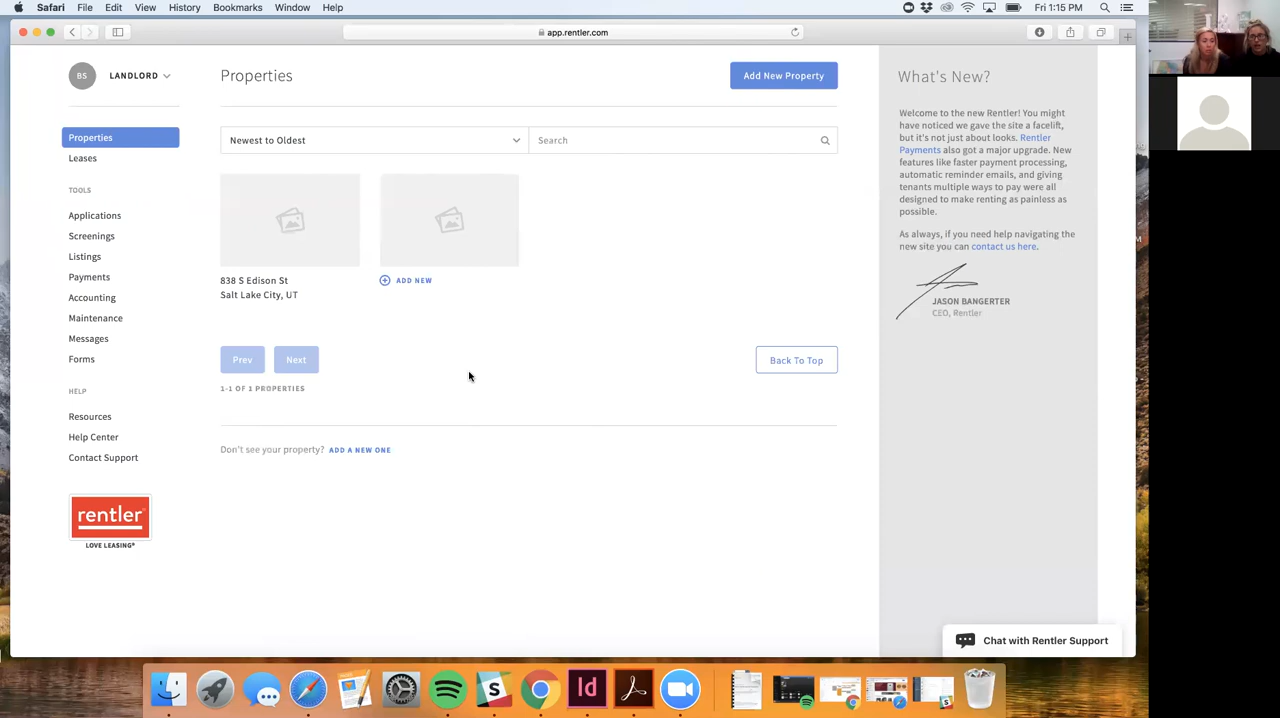 Safari File Edit View History Bookmarks Window Help
Fri 1:15 PM
app.rentler.com
BS LANDLORD
Properties
Add New Property
Properties
Leases
TOOLS
Applications
Screenings
Listings
Payments
Accounting
Maintenance
Messages
Forms
HELP
Resources
Help Center
Contact Support
rentler
LOVE LEASING®
Newest to Oldest
Search
838 S Edison St
Salt Lake City, UT
ADD NEW
Prev
Next
Back To Top
1-1 OF 1 PROPERTIES
Don't see your property? ADD A NEW ONE
What's New?
Welcome to the new Rentler! You might
have noticed we gave the site a facelift,
but it's not just about looks. Rentler
Payments also got a major upgrade. New
features like faster payment processing,
automatic reminder emails, and giving
tenants multiple ways to pay were all
designed to make renting as painless as
possible.
As always, if you need help navigating the
new site you can contact us here.
JASON BANGERTER
CEO, Rentler
Chat with Rentler Support
Id